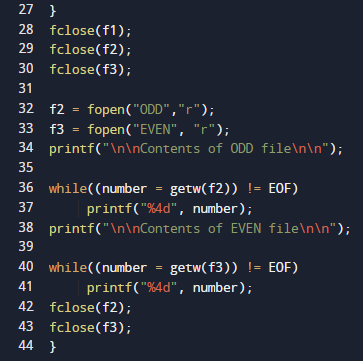 27 }
28 fclose(f1);
29 fclose(f2);
30 fclose(f3);
31
32 f2 = fopen("ODD","r");
33 f3 = fopen("EVEN", "r");
34 printf("\n\nContents of ODD file\n\n");
35
36 while((number = getw(f2)) != EOF)
37     printf("%4d", number);
38 printf("\n\nContents of EVEN file\n\n");
39
40 while((number = getw(f3)) != EOF)
41     printf("%4d", number);
42 fclose(f2);
43 fclose(f3);
44 }